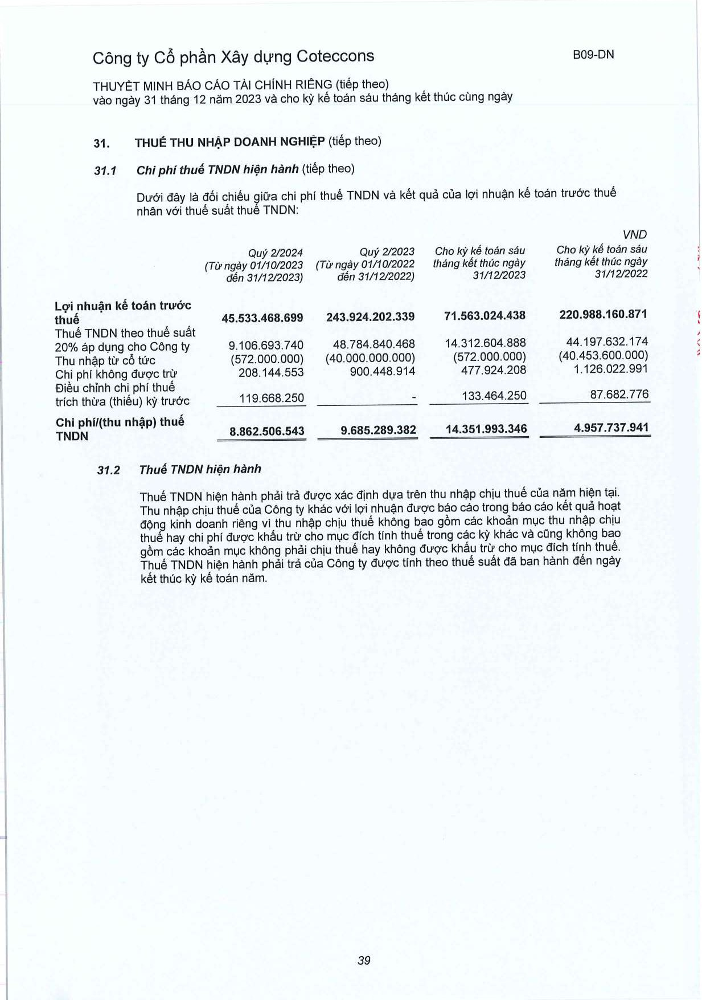 Công ty Cổ phần Xây dựng Coteccons
B09-DN
THUYẾT MINH BÁO CÁO TÀI CHÍNH RIÊNG (tiếp theo)
vào ngày 31 tháng 12 năm 2023 và cho kỳ kế toán sáu tháng kết thúc cùng ngày
31. THUẾ THU NHẬP DOANH NGHIỆP (tiếp theo)
31.1 Chi phí thuế TNDN hiện hành (tiếp theo)
Dưới đây là đối chiếu giữa chi phí thuế TNDN và kết quả của lợi nhuận kế toán trước thuế
nhân với thuế suất thuế TNDN:
VND
Quý 2/2024 Quý 2/2023 Cho kỳ kế toán sáu Cho kỳ kế toán sáu
(Từ ngày 01/10/2023 (Từ ngày 01/10/2022 tháng kết thúc ngày tháng kết thúc ngày
đến 31/12/2023) đến 31/12/2022) 31/12/2023 31/12/2022
Lợi nhuận kế toán trước
thuế 45.533.468.699 243.924.202.339 71.563.024.438 220.988.160.871
Thuế TNDN theo thuế suất
20% áp dụng cho Công ty 9.106.693.740 48.784.840.468 14.312.604.888 44.197.632.174
Thu nhập từ cổ tức (572.000.000) (40.000.000.000) (572.000.000) (40.453.600.000)
Chi phí không được trừ 208.144.553 900.448.914 477.924.208 1.126.022.991
Điều chỉnh chi phí thuế
trích thừa (thiếu) kỳ trước 119.668.250 - 133.464.250 87.682.776
Chi phí/(thu nhập) thuế
TNDN 8.862.506.543 9.685.289.382 14.351.993.346 4.957.737.941
31.2 Thuế TNDN hiện hành
Thuế TNDN hiện hành phải trả được xác định dựa trên thu nhập chịu thuế của năm hiện tại.
Thu nhập chịu thuế của Công ty khác với lợi nhuận được báo cáo trong báo cáo kết quả hoạt
động kinh doanh riêng vì thu nhập chịu thuế không bao gồm các khoản mục thu nhập chịu
thuế hay chi phí được khấu trừ cho mục đích tính thuế trong các kỳ khác và cũng không bao
gồm các khoản mục không phải chịu thuế hay không được khấu trừ cho mục đích tính thuế.
Thuế TNDN hiện hành phải trả của Công ty được tính theo thuế suất đã ban hành đến ngày
kết thúc kỳ kế toán năm.
39